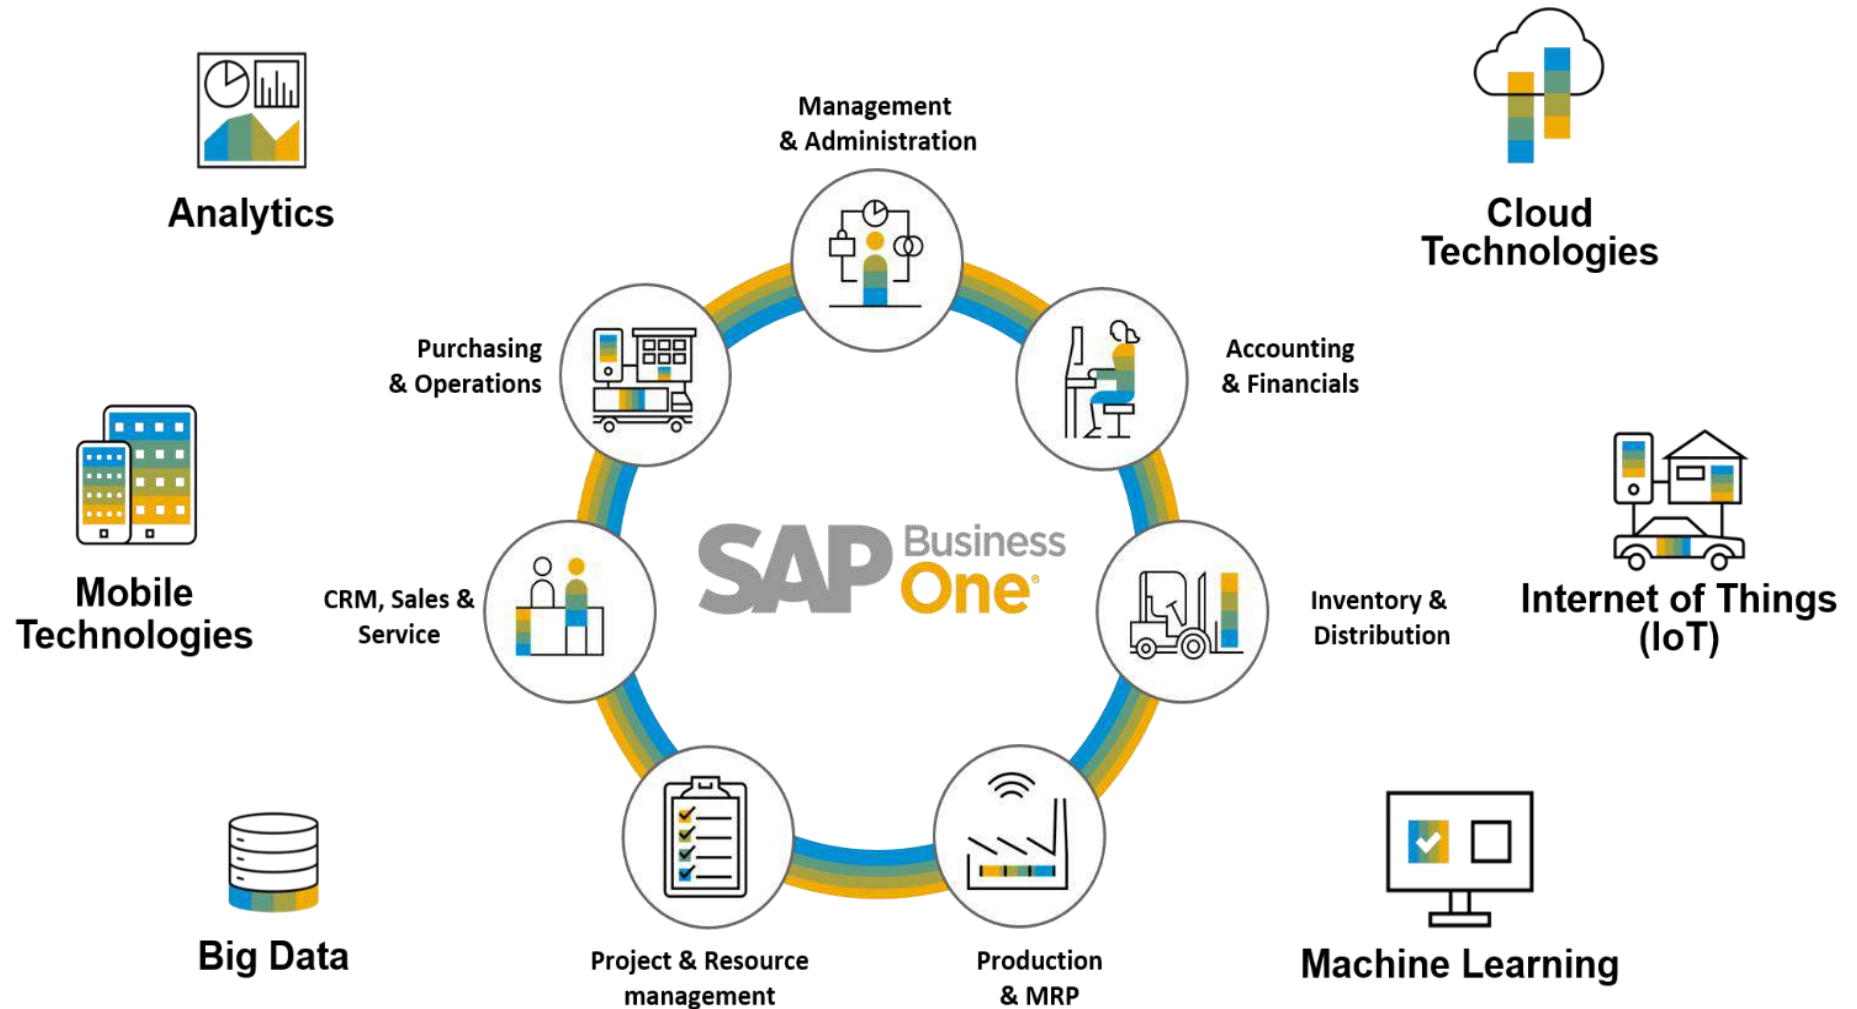 Analytics
Management
& Administration
Cloud
Technologies
Purchasing
& Operations
Accounting
& Financials
Mobile
Technologies
CRM, Sales &
Service
SAP Business
One®
Inventory &
Distribution
Internet of Things
(IoT)
Big Data
Project & Resource
management
Production
& MRP
Machine Learning